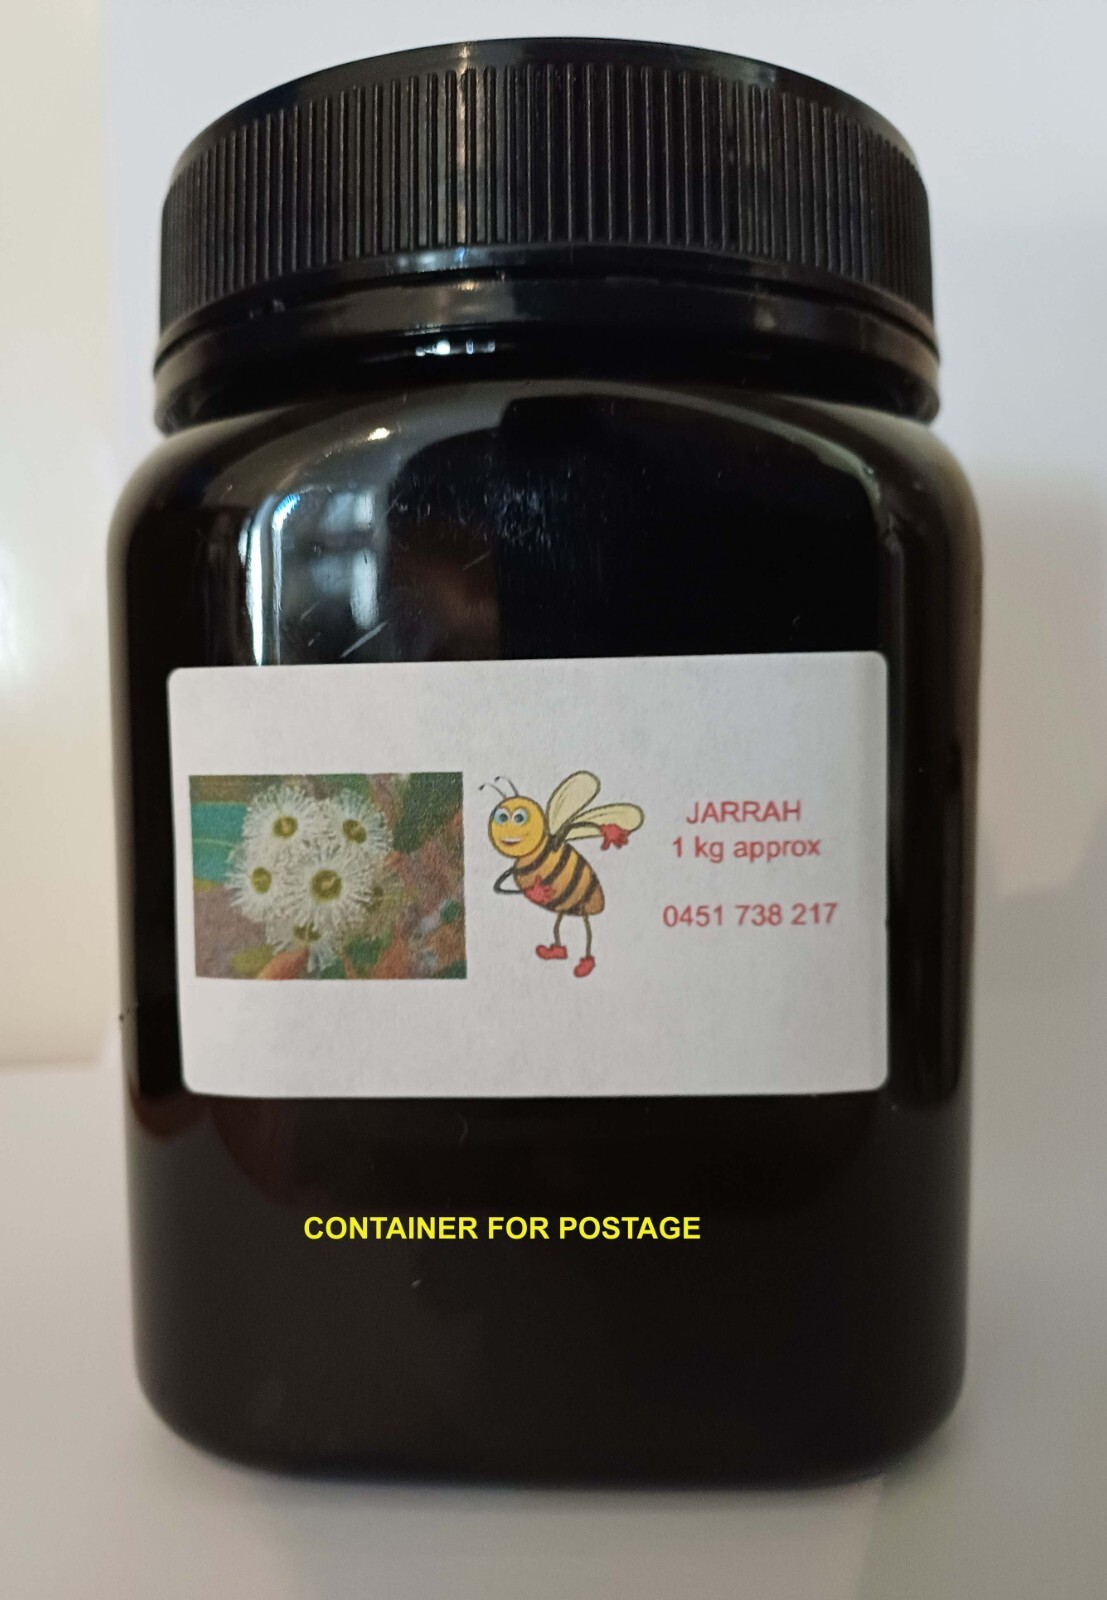 JARRAH
1 kg approx
0451 738 217
CONTAINER FOR POSTAGE